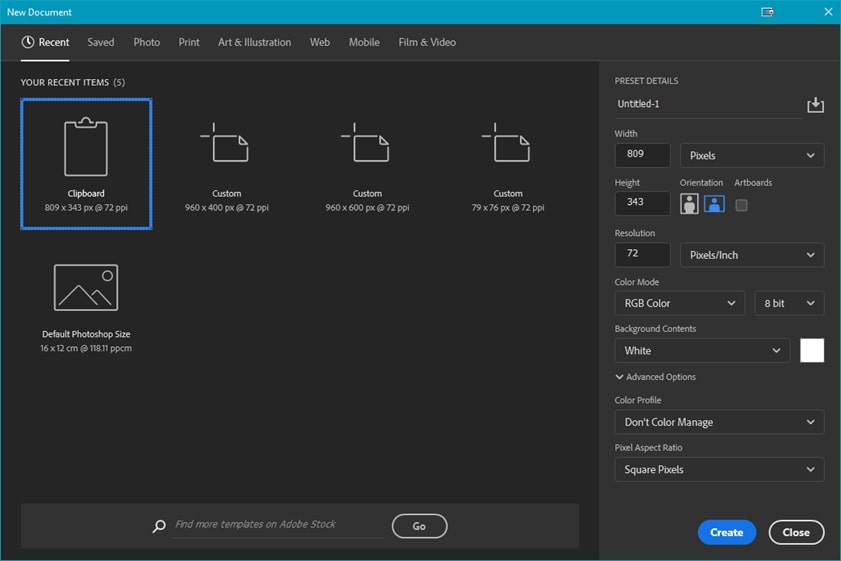 New Document
Recent Saved Photo Print Art & Illustration Web Mobile Film & Video
YOUR RECENT ITEMS (5)
Clipboard
809 x 343 px @ 72 ppi
Custom
960 x 400 px @ 72 ppi
Custom
960 x 600 px @ 72 ppi
Custom
79 x 76 px @ 72 ppi
Default Photoshop Size
16 x 12 cm @ 118.11 ppcm
Find more templates on Adobe Stock
Go
PRESET DETAILS
Untitled-1
Width
809 Pixels
Height Orientation Artboards
343
Resolution
72 Pixels/Inch
Color Mode
RGB Color 8 bit
Background Contents
White
Advanced Options
Color Profile
Don't Color Manage
Pixel Aspect Ratio
Square Pixels
Create Close